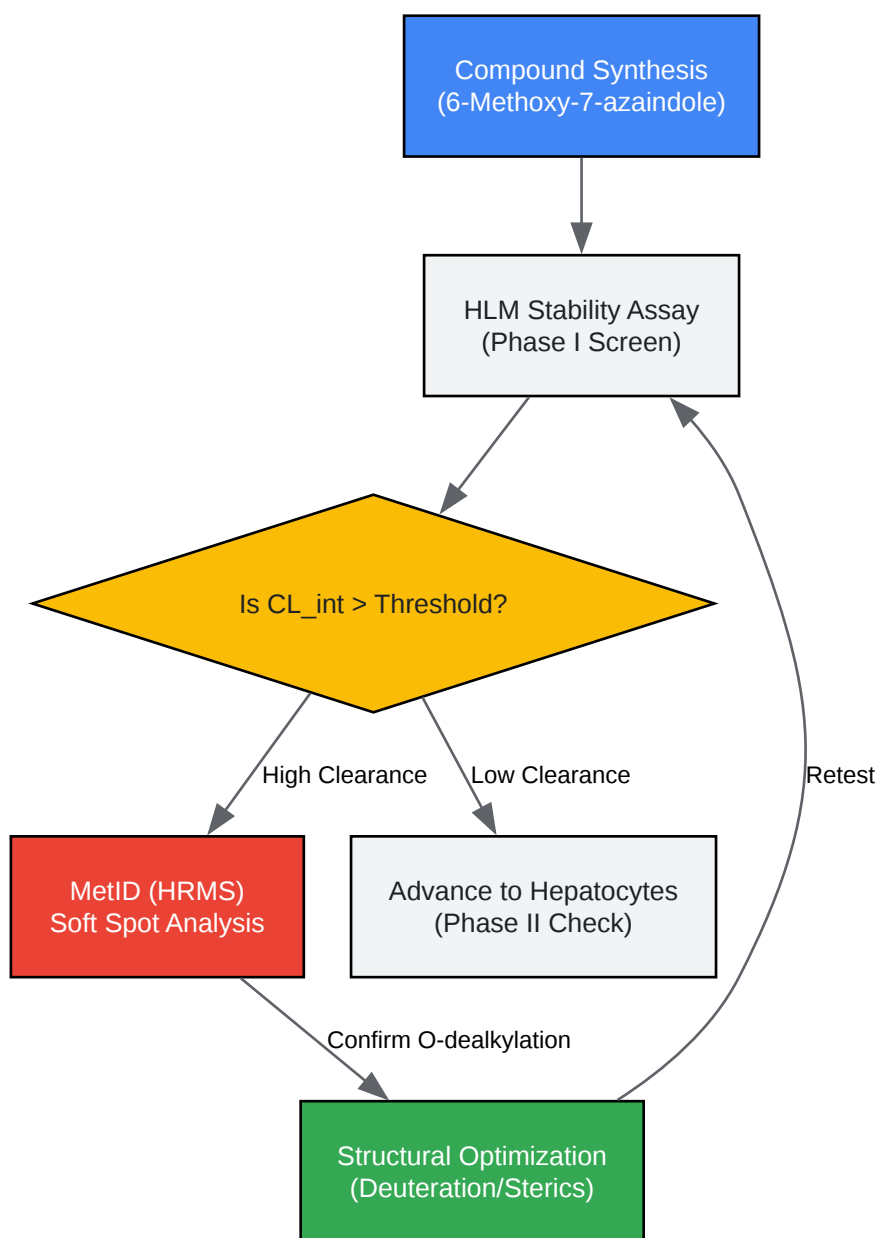 Compound Synthesis
(6-Methoxy-7-azaindole)
HLM Stability Assay
(Phase I Screen)
Is CL_int > Threshold?
High Clearance
Low Clearance
Retest
MetID (HRMS)
Soft Spot Analysis
Advance to Hepatocytes
(Phase II Check)
Confirm O-dealkylation
Structural Optimization
(Deuteration/Sterics)